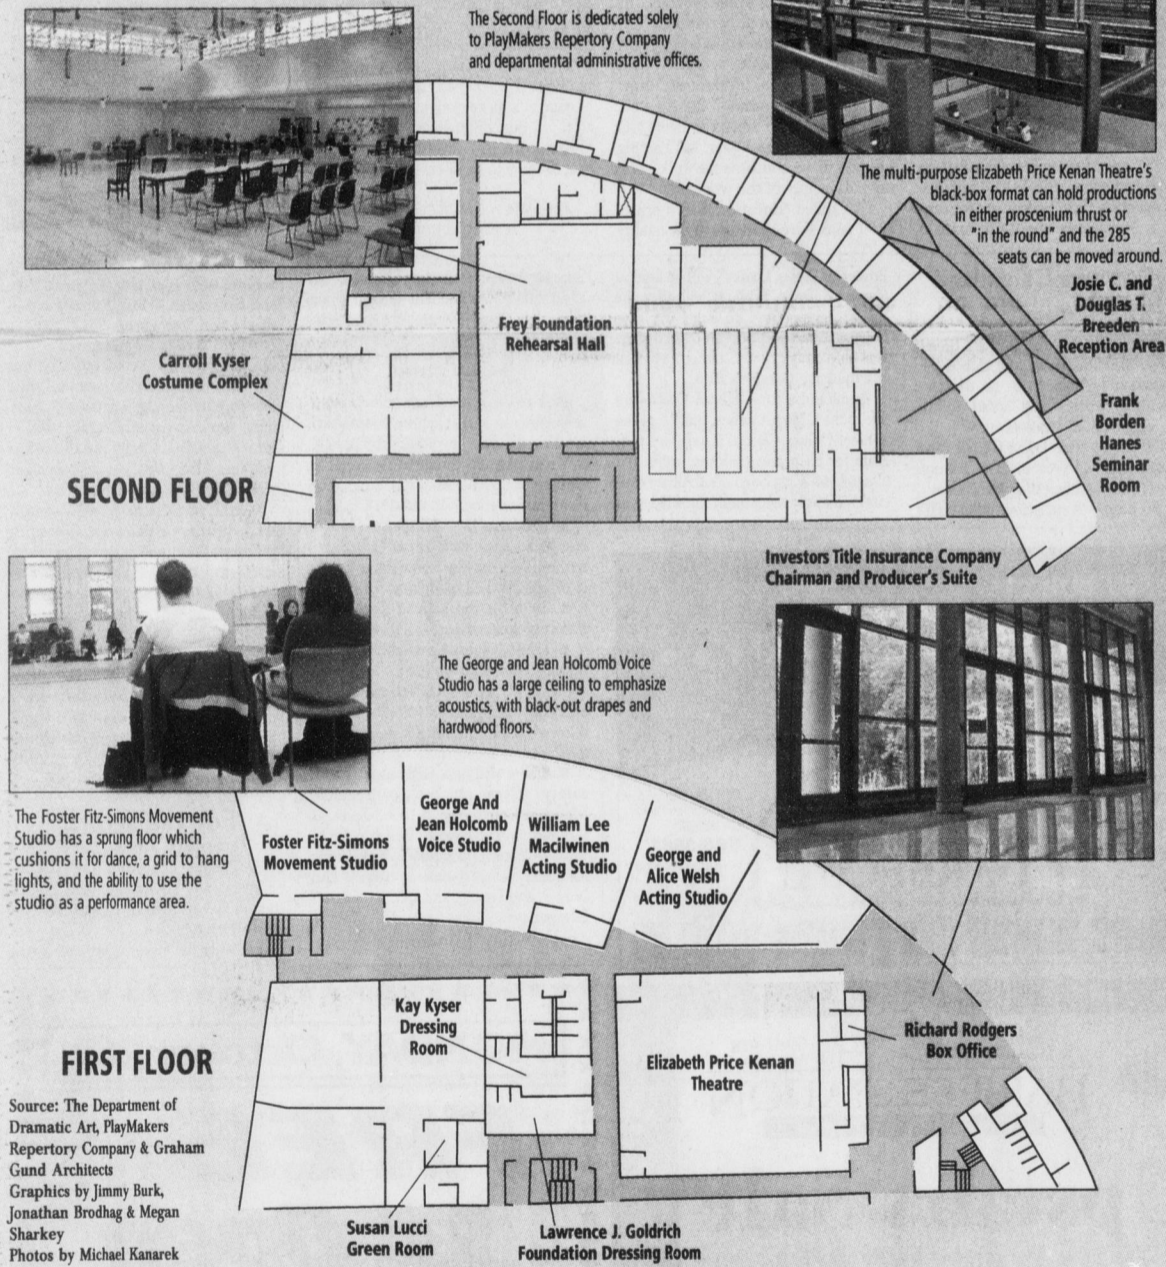 The Second Floor is dedicated solely
to PlayMakers Repertory Company
and departmental administrative offices.
The multi-purpose Elizabeth Price Kenan Theatre's
black-box format can hold productions
in either proscenium thrust or
"in the round" and the 285
seats can be moved around.
Josie C. and
Douglas T.
Breeden
Reception Area
Frey Foundation
Rehearsal Hall
Carroll Kyser
Costume Complex
Frank
Borden
Hanes
Seminar
Room
SECOND FLOOR
Investors Title Insurance Company
Chairman and Producer's Suite
The George and Jean Holcomb Voice
Studio has a large ceiling to emphasize
acoustics, with black-out drapes and
hardwood floors.
The Foster Fitz-Simons Movement
Studio has a sprung floor which
cushions it for dance, a grid to hang
lights, and the ability to use the
studio as a performance area.
Foster Fitz-Simons
Movement Studio
George And
Jean Holcomb
Voice Studio
William Lee
Macilwinen
Acting Studio
George and
Alice Welsh
Acting Studio
Kay Kyser
Dressing
Room
Elizabeth Price Kenan
Theatre
Richard Rodgers
Box Office
FIRST FLOOR
Source: The Department of
Dramatic Art, PlayMakers
Repertory Company & Graham
Gund Architects
Graphics by Jimmy Burk,
Jonathan Brodhag & Megan
Sharkey
Photos by Michael Kanarek
Susan Lucci
Green Room
Lawrence J. Goldrich
Foundation Dressing Room